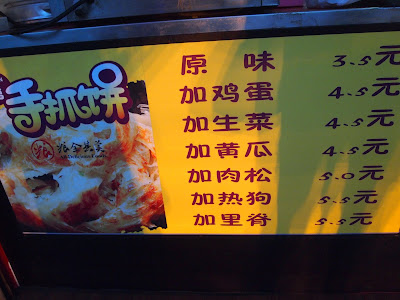 手抓饼
原味 3.5元
加鸡蛋 4.5元
加生菜 4.5元
加黄瓜 4.5元
加肉松 5.0元
加热狗 5.5元
加里脊 5.5元